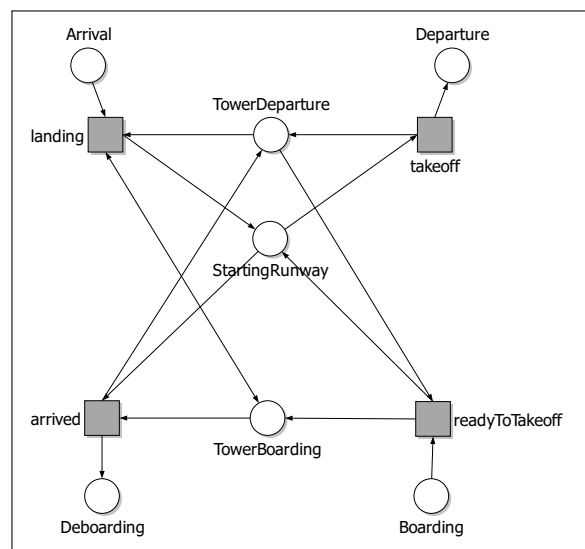 Arrival
Departure
TowerDeparture
landing
takeoff
StartingRunway
arrived
readyToTakeoff
TowerBoarding
Deboarding
Boarding